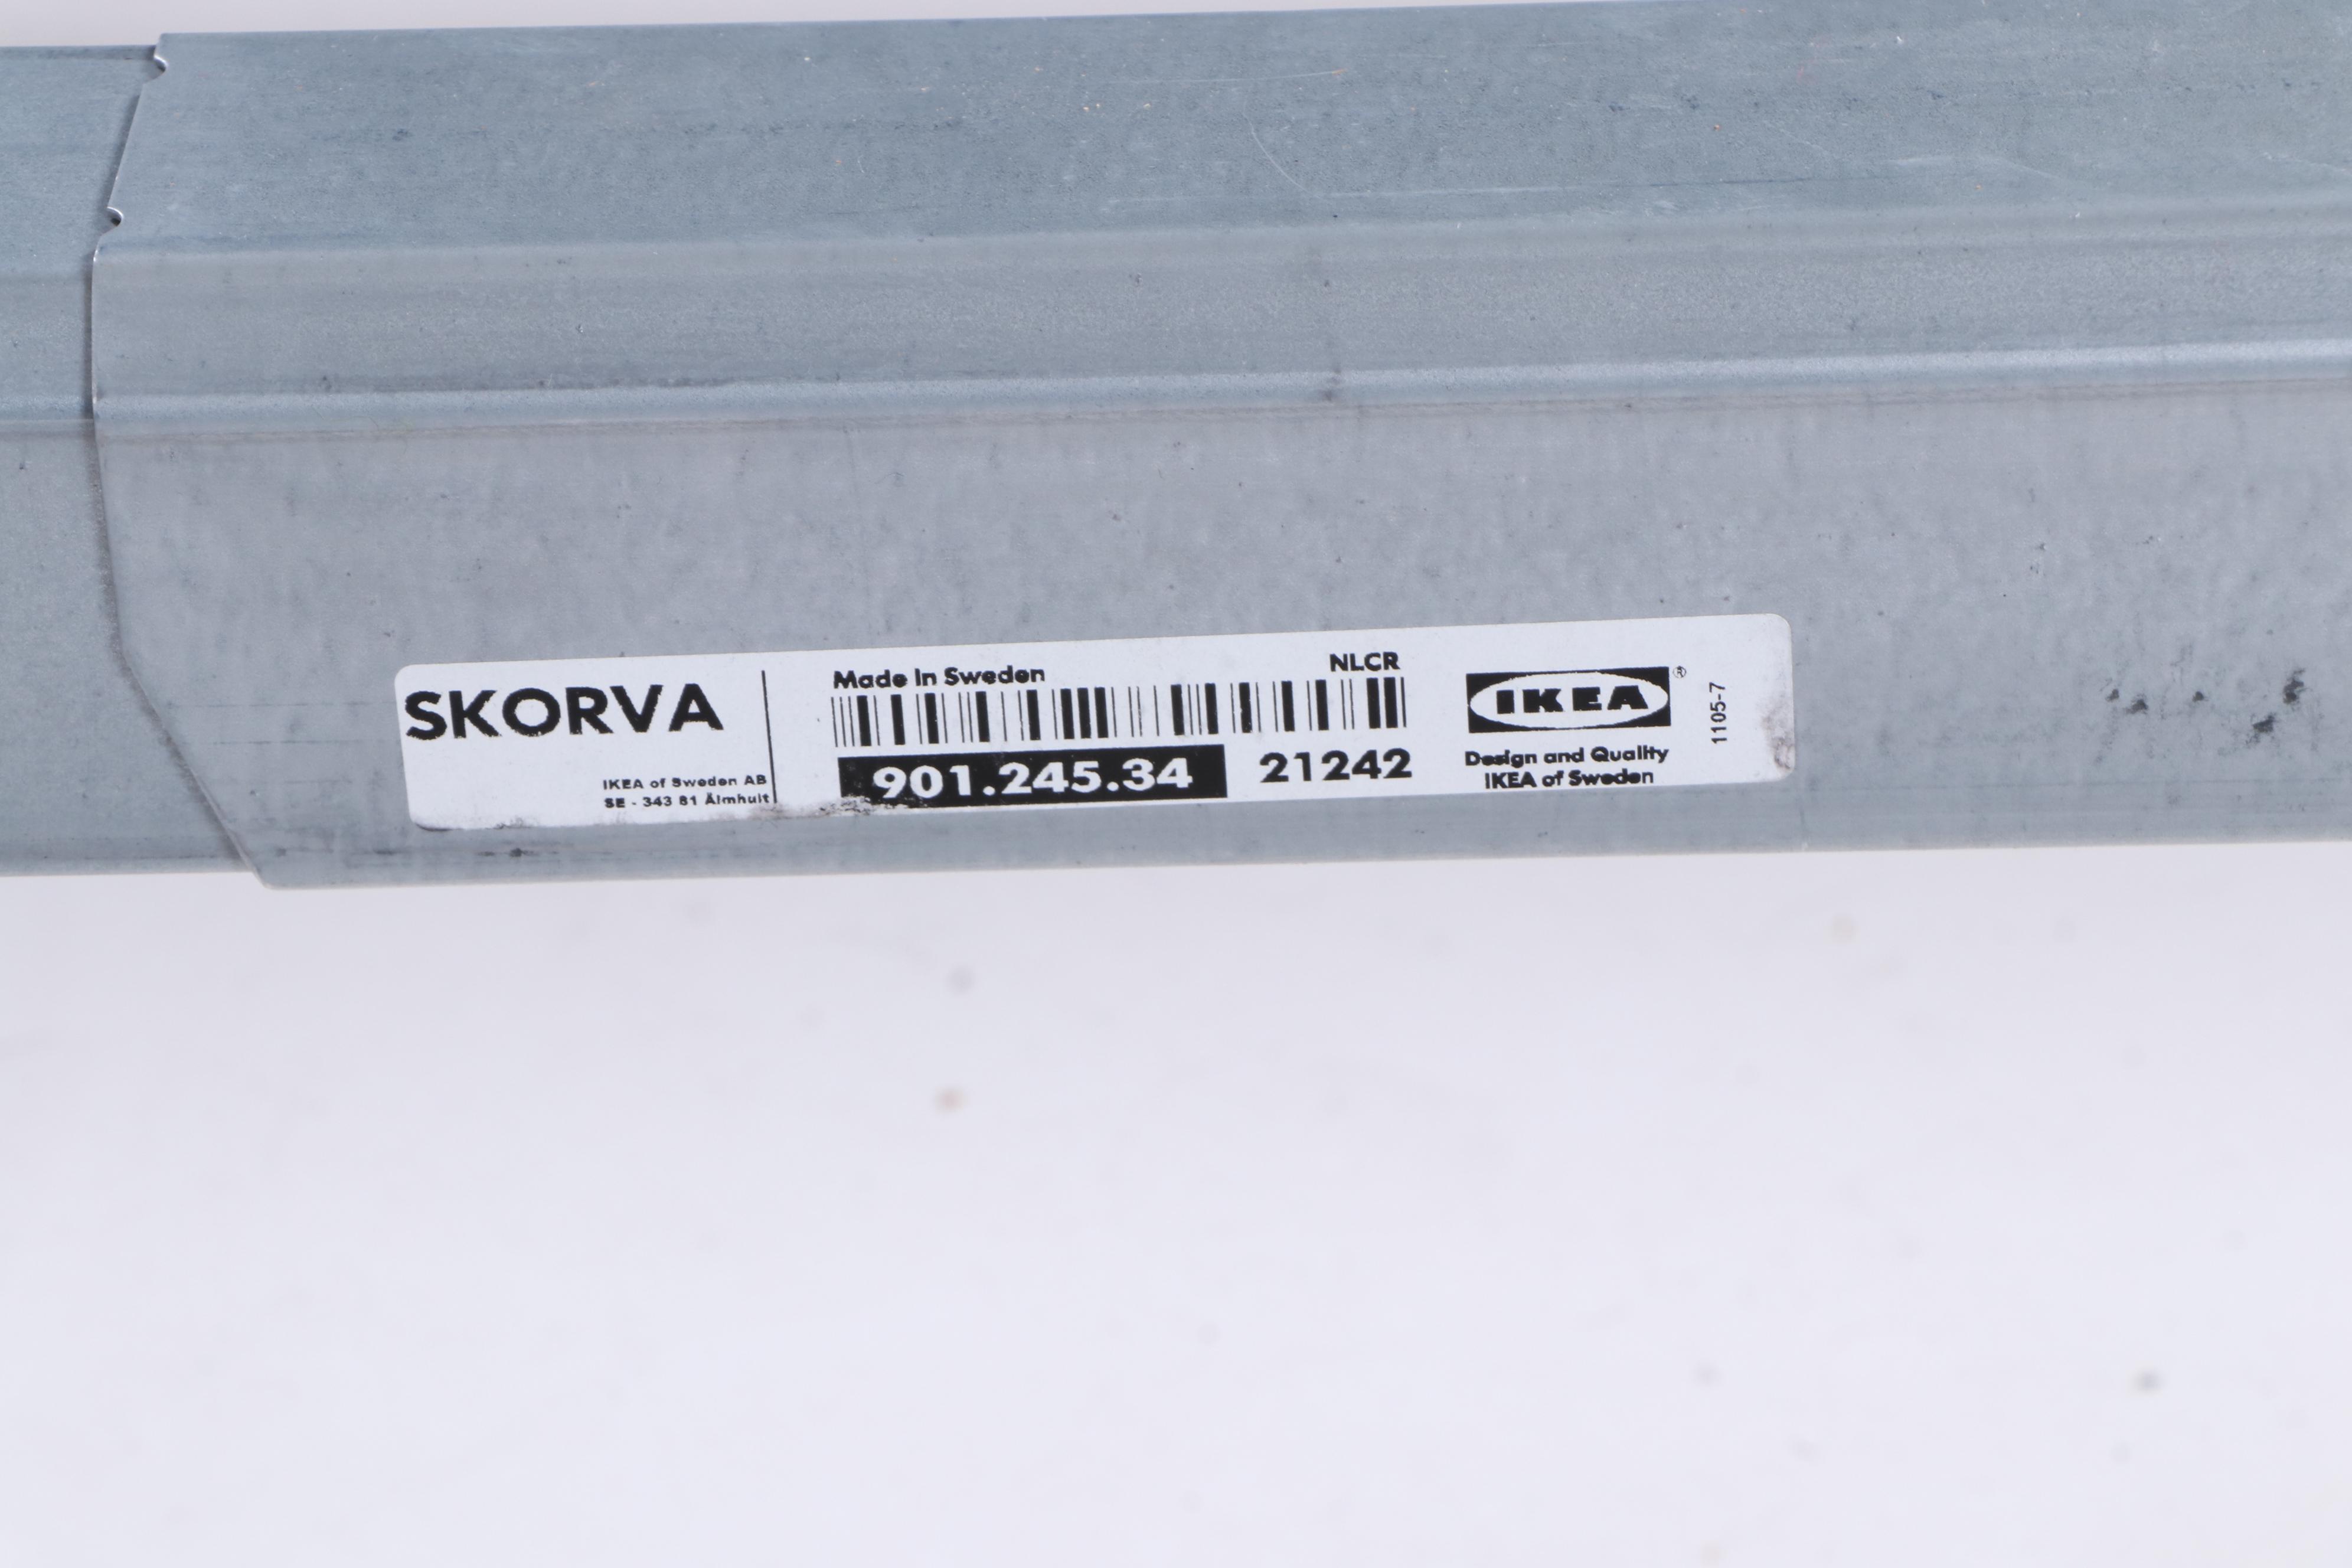 SKORVA
IKEA of Sweden AB
SE - 343 81 Älmhult
Made in Sweden
NLCR
901.245.34
21242
IKEA®
Design and Quality
IKEA of Sweden
1105-7